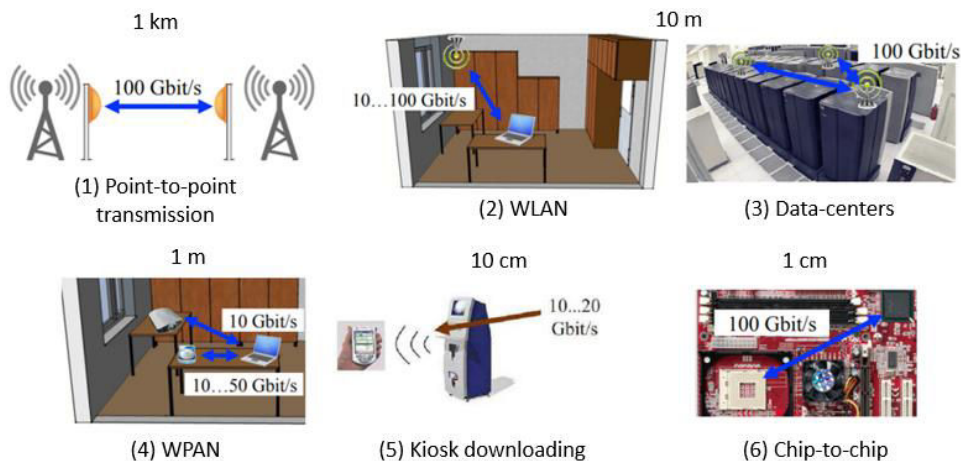 1 km
10 m
100 Gbit/s
10...100 Gbit/s
100 Gbit/s
(1) Point-to-point
transmission
(2) WLAN
(3) Data-centers
1 m
10 cm
1 cm
10 Gbit/s
10...50 Gbit/s
10...20
Gbit/s
100 Gbit/s
(4) WPAN
(5) Kiosk downloading
(6) Chip-to-chip